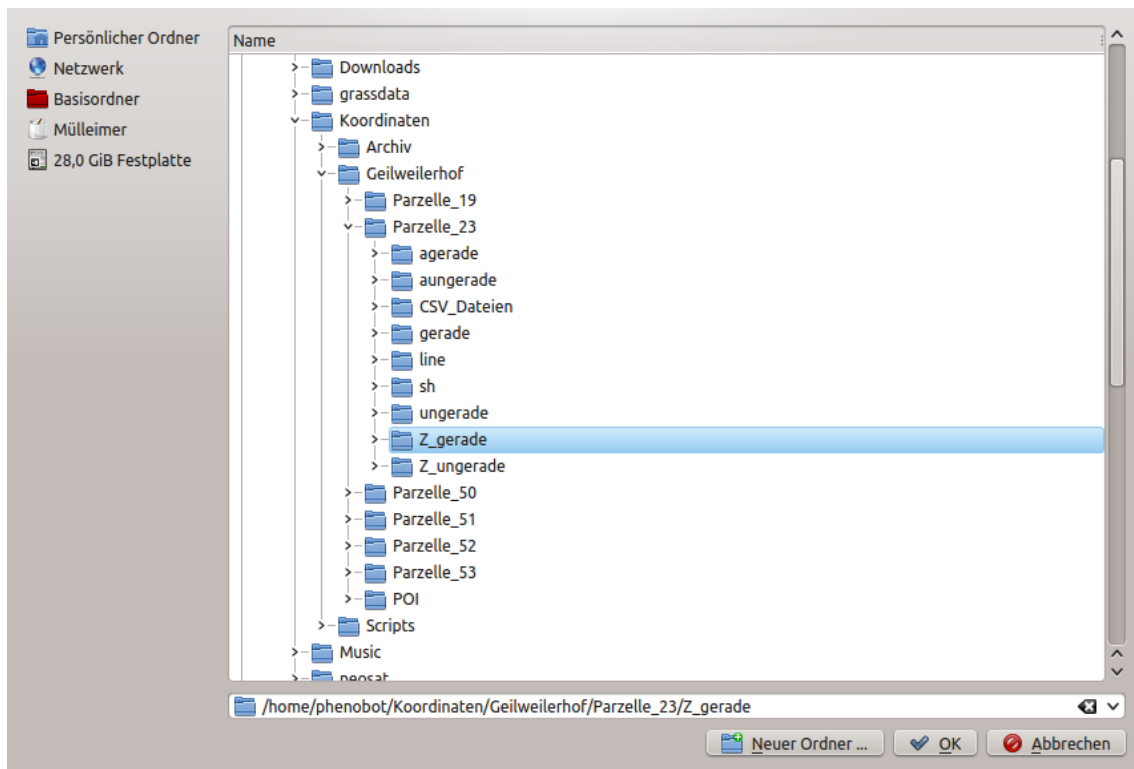 Persönlicher Ordner
Netzwerk
Basisordner
Mülleimer
28,0 GiB Festplatte
Name
Downloads
grassdata
Koordinaten
Archiv
Geilweilerhof
Parzelle_19
Parzelle_23
agerade
aungerade
CSV_Dateien
gerade
line
sh
ungerade
Z_gerade
Z_ungerade
Parzelle_50
Parzelle_51
Parzelle_52
Parzelle_53
POI
Scripts
Music
neosat
/home/phenobot/Koordinaten/Geilweilerhof/Parzelle_23/Z_gerade
Neuer Ordner ...
OK
Abbrechen